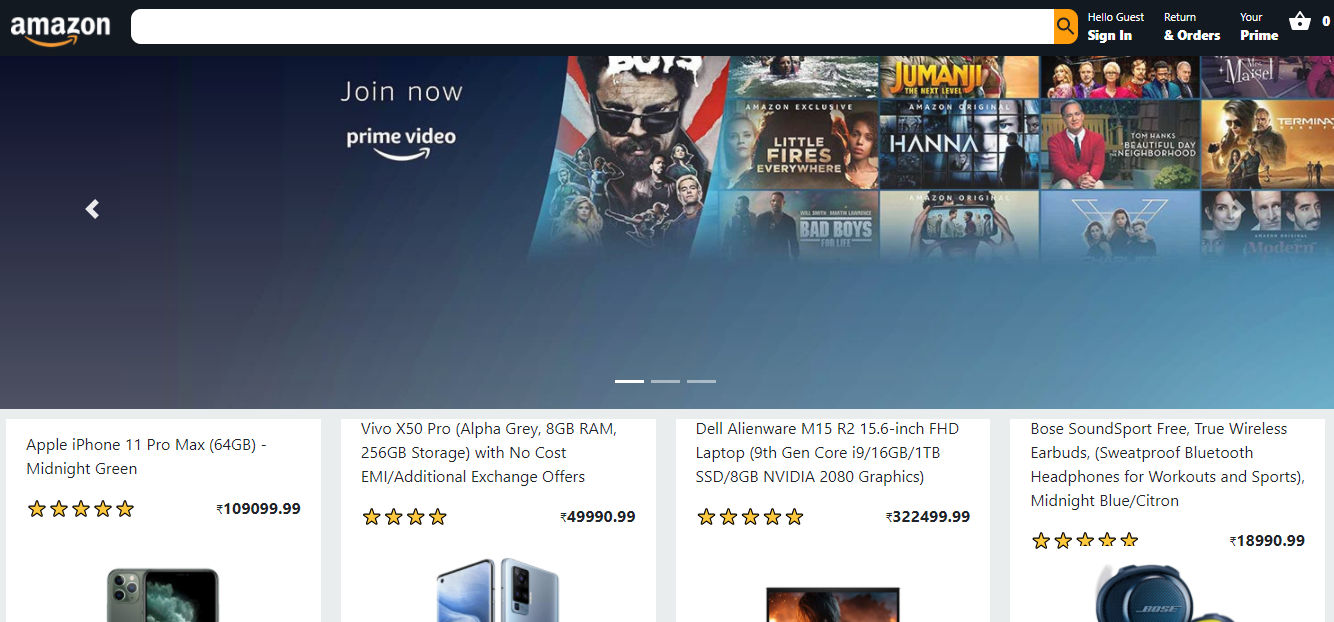 amazon
Hello Guest
Sign In
Return
& Orders
Your
Prime
0
Join now
prime video
BOYS
JUMANJI
THE NEXT LEVEL
Mrs.
Maisel
AMAZON EXCLUSIVE
LITTLE
FIRES
EVERYWHERE
AMAZON ORIGINAL
HANNA
TOM HANKS
A BEAUTIFUL DAY
IN THE NEIGHBORHOOD
TERMINA
WILL SMITH MARTIN LAWRENCE
BAD BOYS
FOR LIFE
AMAZON ORIGINAL
CHARLIE'S
AMAZON ORIGINAL
Modern
Apple iPhone 11 Pro Max (64GB) -
Midnight Green
₹109099.99
Vivo X50 Pro (Alpha Grey, 8GB RAM,
256GB Storage) with No Cost
EMI/Additional Exchange Offers
₹49990.99
Dell Alienware M15 R2 15.6-inch FHD
Laptop (9th Gen Core i9/16GB/1TB
SSD/8GB NVIDIA 2080 Graphics)
₹322499.99
Bose SoundSport Free, True Wireless
Earbuds, (Sweatproof Bluetooth
Headphones for Workouts and Sports),
Midnight Blue/Citron
₹18990.99
BOSE